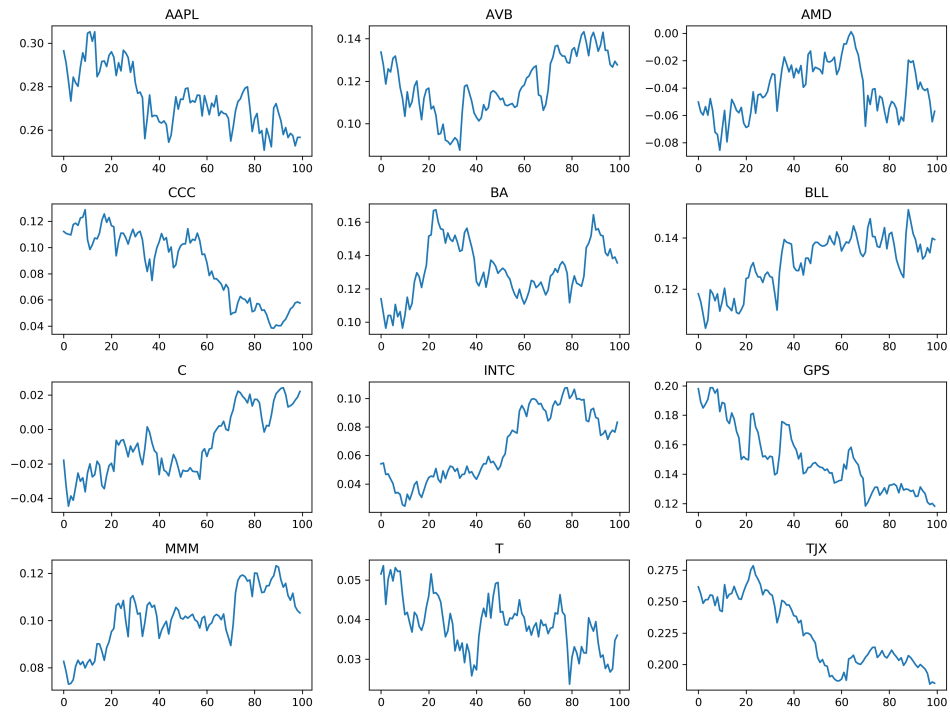 AAPL AVB AMD
0.30 0.14 0.00
0.28 0.12 −0.02
0.26 0.10 −0.04
−0.06
−0.08
0 20 40 60 80 100 0 20 40 60 80 100 0 20 40 60 80 100
CCC BA BLL
0.12 0.16 0.14
0.10 0.14 0.12
0.08 0.12
0.06 0.10
0.04
0 20 40 60 80 100 0 20 40 60 80 100 0 20 40 60 80 100
C INTC GPS
0.02 0.10 0.20
0.00 0.08 0.18
−0.02 0.06 0.16
−0.04 0.04 0.14
0.12
0 20 40 60 80 100 0 20 40 60 80 100 0 20 40 60 80 100
MMM T TJX
0.12 0.05 0.275
0.10 0.04 0.250
0.08 0.03 0.225
0.200
0 20 40 60 80 100 0 20 40 60 80 100 0 20 40 60 80 100